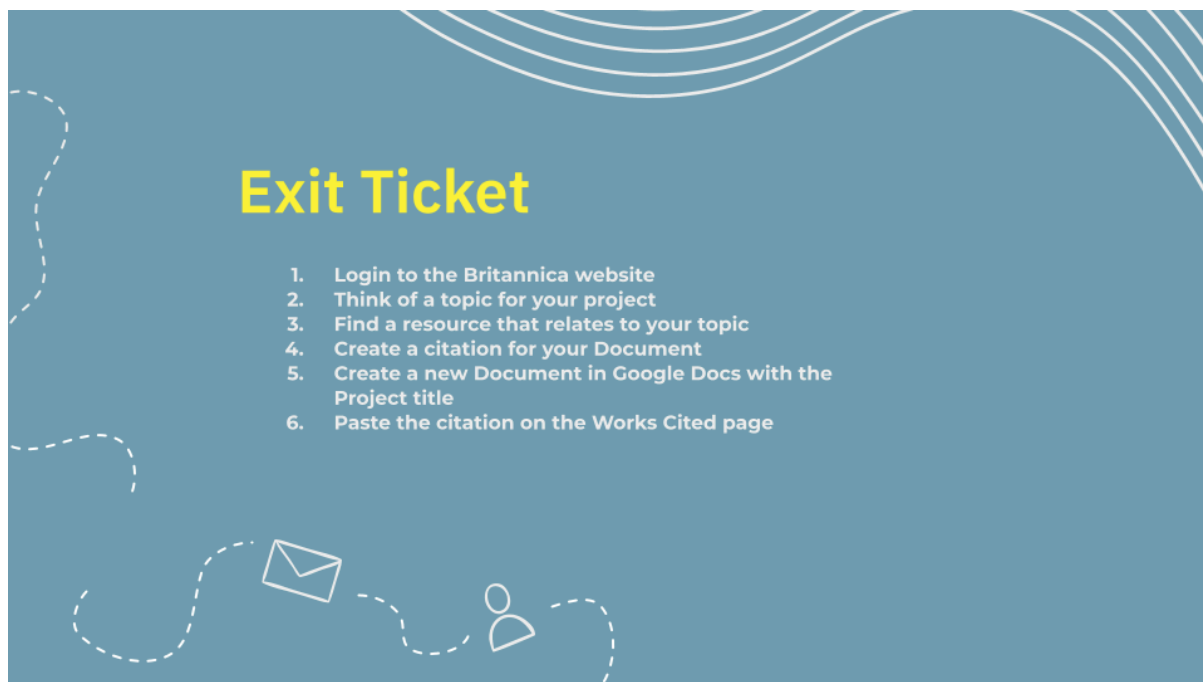 Exit Ticket
1. Login to the Britannica website
2. Think of a topic for your project
3. Find a resource that relates to your topic
4. Create a citation for your Document
5. Create a new Document in Google Docs with the
Project title
6. Paste the citation on the Works Cited page